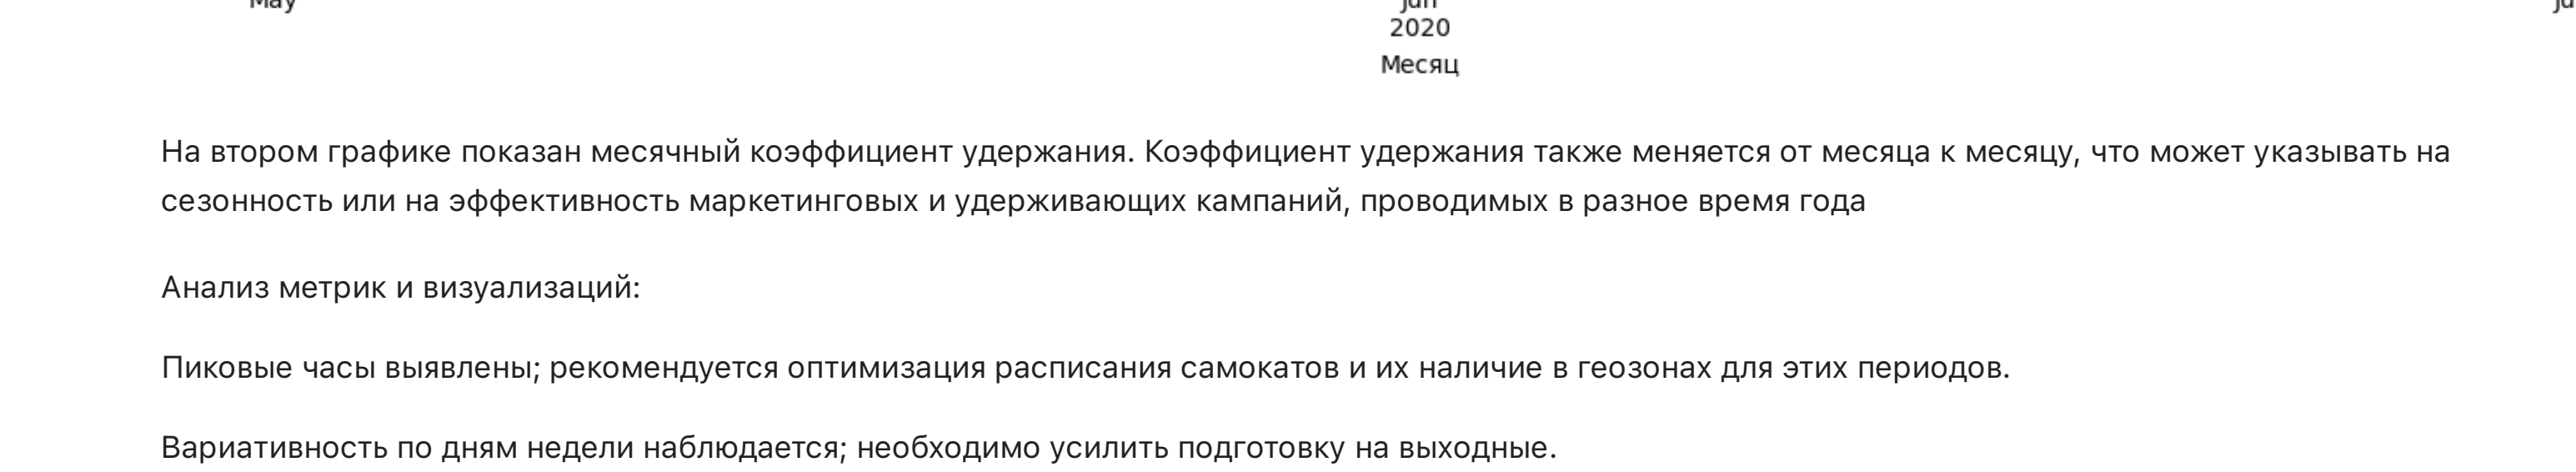 May
Jun
2020
Месяц
На втором графике показан месячный коэффициент удержания. Коэффициент удержания также меняется от месяца к месяцу, что может указывать на
сезонность или на эффективность маркетинговых и удерживающих кампаний, проводимых в разное время года
Анализ метрик и визуализаций:
Пиковые часы выявлены; рекомендуется оптимизация расписания самокатов и их наличие в геозонах для этих периодов.
Вариативность по дням недели наблюдается; необходимо усилить подготовку на выходные.